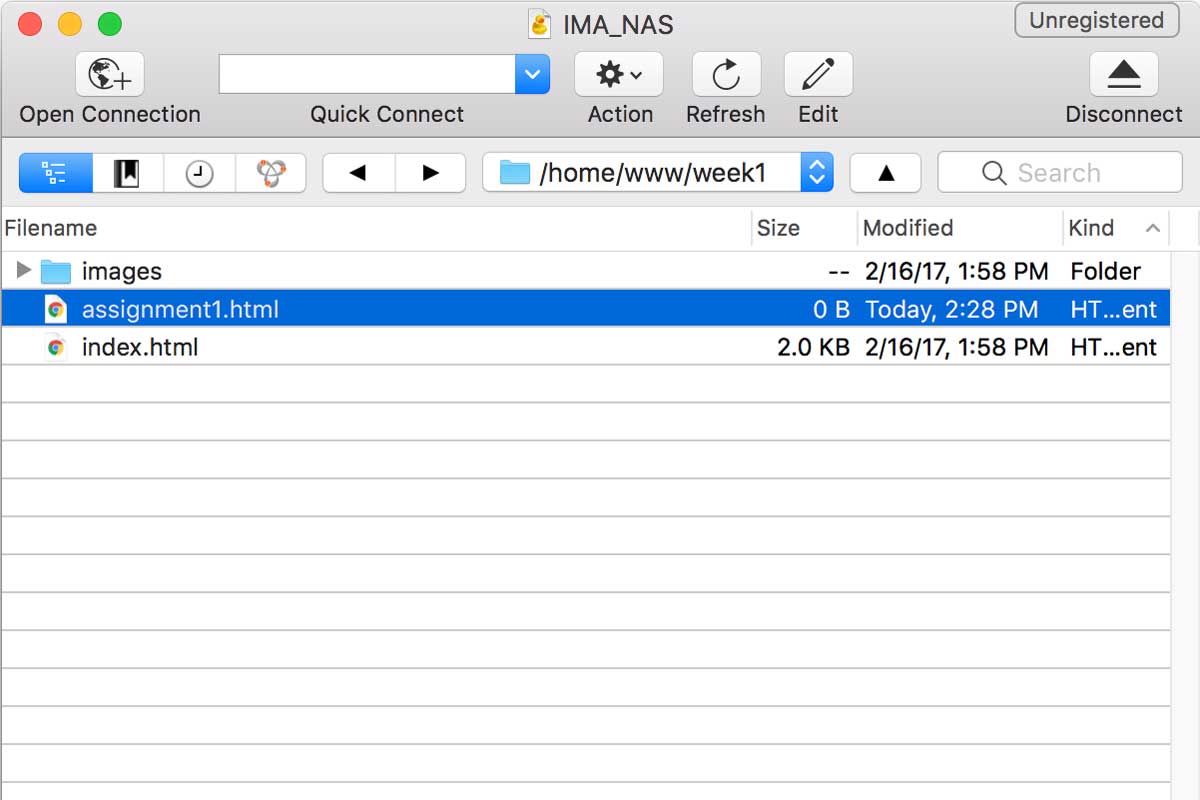 IMA_NAS
Unregistered
Open Connection
Quick Connect
Action
Refresh
Edit
Disconnect
/home/www/week1
Search
Filename Size Modified Kind
images -- 2/16/17, 1:58 PM Folder
assignment1.html 0 B Today, 2:28 PM HT...ent
index.html 2.0 KB 2/16/17, 1:58 PM HT...ent